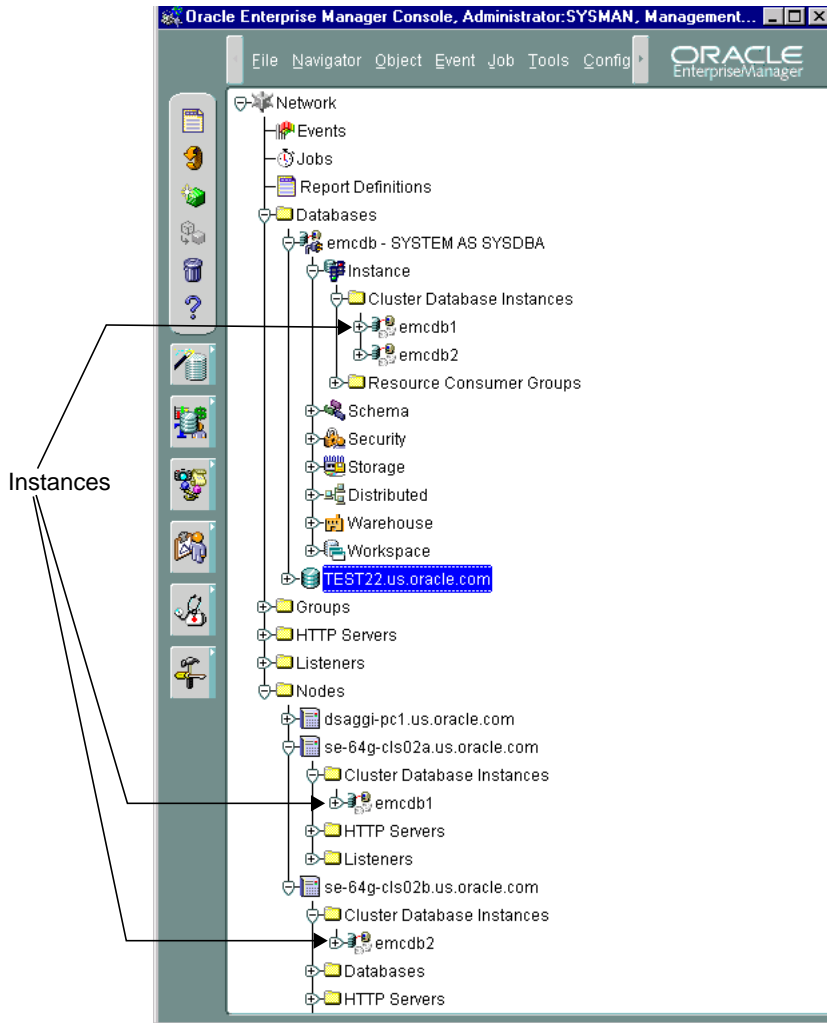 Oracle Enterprise Manager Console, Administrator:SYSMAN, Management...
File Navigator Object Event Job Tools Config
ORACLE
EnterpriseManager
Network
Events
Jobs
Report Definitions
Databases
emcdb - SYSTEM AS SYSDBA
Instance
Cluster Database Instances
emcdb1
emcdb2
Resource Consumer Groups
Schema
Security
Storage
Distributed
Warehouse
Workspace
TEST22.us.oracle.com
Groups
HTTP Servers
Listeners
Nodes
dsaggi-pc1.us.oracle.com
se-64g-cls02a.us.oracle.com
Cluster Database Instances
emcdb1
HTTP Servers
Listeners
se-64g-cls02b.us.oracle.com
Cluster Database Instances
emcdb2
Databases
HTTP Servers
Instances